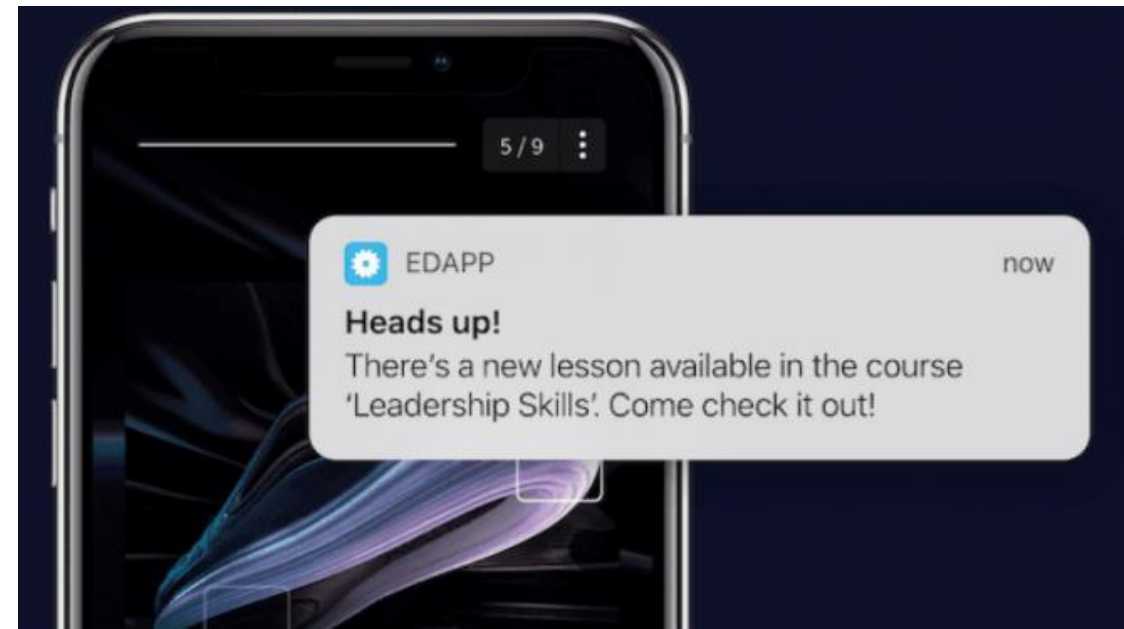 5 / 9
EDAPP
now
Heads up!
There's a new lesson available in the course
'Leadership Skills'. Come check it out!